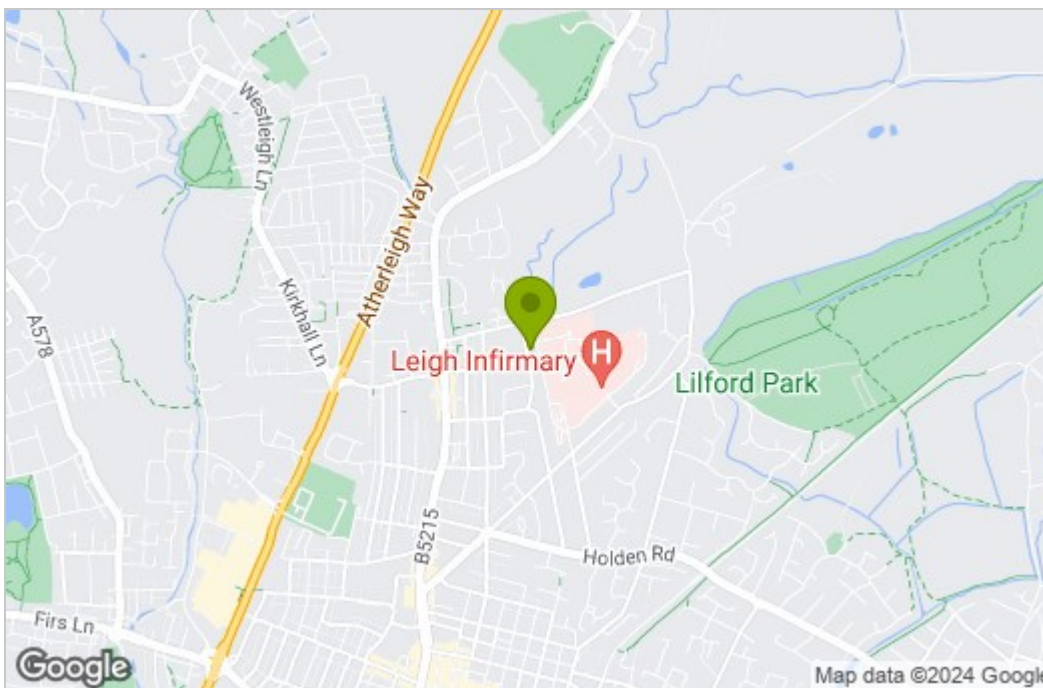 Westleigh Ln
Atherleigh Way
A578
Kirkhall Ln
Leigh Infirmary
H
Lilford Park
B5215
Holden Rd
Firs Ln
Google
Map data ©2024 Google